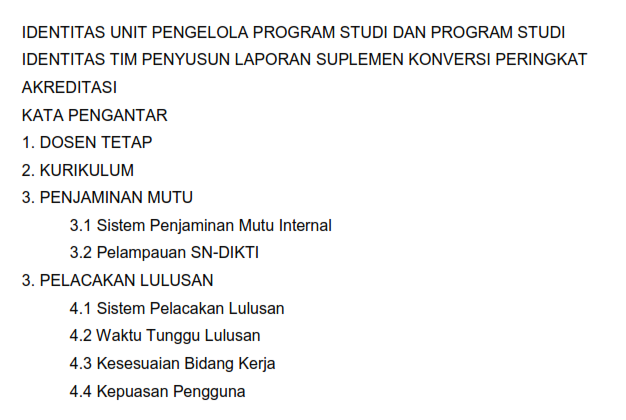 IDENTITAS UNIT PENGELOLA PROGRAM STUDI DAN PROGRAM STUDI
IDENTITAS TIM PENYUSUN LAPORAN SUPLEMEN KONVERSI PERINGKAT
AKREDITASI
KATA PENGANTAR
1. DOSEN TETAP
2. KURIKULUM
3. PENJAMINAN MUTU
3.1 Sistem Penjaminan Mutu Internal
3.2 Pelampauan SN-DIKTI
3. PELACAKAN LULUSAN
4.1 Sistem Pelacakan Lulusan
4.2 Waktu Tunggu Lulusan
4.3 Kesesuaian Bidang Kerja
4.4 Kepuasan Pengguna